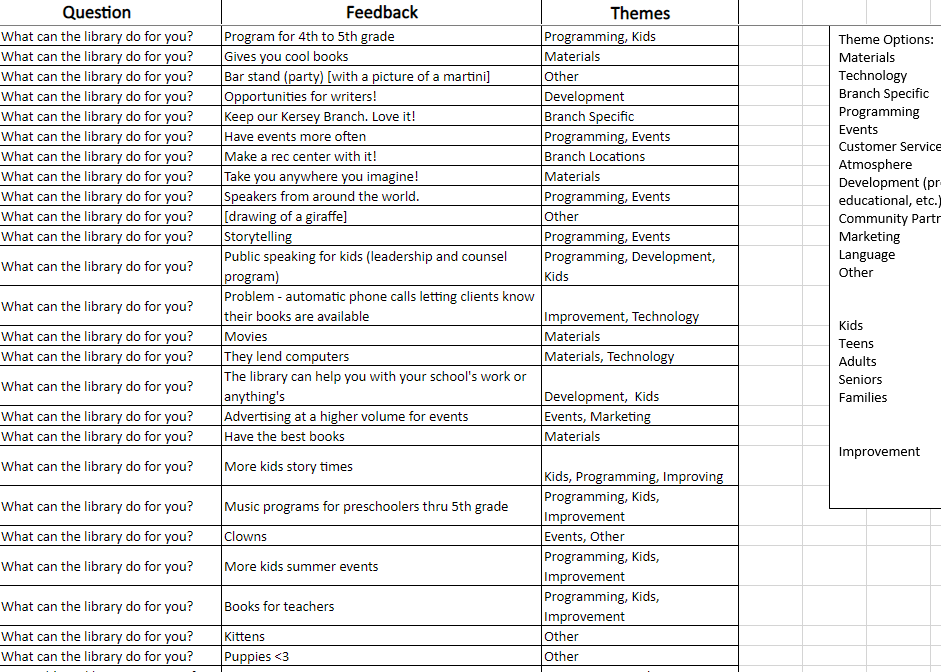 Question Feedback Themes
What can the library do for you? Program for 4th to 5th grade Programming, Kids
What can the library do for you? Gives you cool books Materials
What can the library do for you? Bar stand (party) [with a picture of a martini] Other
What can the library do for you? Opportunities for writers! Development
What can the library do for you? Keep our Kersey Branch. Love it! Branch Specific
What can the library do for you? Have events more often Programming, Events
What can the library do for you? Make a rec center with it! Branch Locations
What can the library do for you? Take you anywhere you imagine! Materials
What can the library do for you? Speakers from around the world. Programming, Events
What can the library do for you? [drawing of a giraffe] Other
What can the library do for you? Storytelling Programming, Events
What can the library do for you? Public speaking for kids (leadership and counsel
program) Programming, Development,
Kids
What can the library do for you? Problem - automatic phone calls letting clients know
their books are available Improvement, Technology
What can the library do for you? Movies Materials
What can the library do for you? They lend computers Materials, Technology
What can the library do for you? The library can help you with your school's work or
anything's Development, Kids
What can the library do for you? Advertising at a higher volume for events Events, Marketing
What can the library do for you? Have the best books Materials
What can the library do for you? More kids story times Kids, Programming, Improving
What can the library do for you? Music programs for preschoolers thru 5th grade Programming, Kids,
Improvement
What can the library do for you? Clowns Events, Other
What can the library do for you? More kids summer events Programming, Kids,
Improvement
What can the library do for you? Books for teachers Programming, Kids,
Improvement
What can the library do for you? Kittens Other
What can the library do for you? Puppies <3 Other
Theme Options:
Materials
Technology
Branch Specific
Programming
Events
Customer Service
Atmosphere
Development (pr
educational, etc.)
Community Partr
Marketing
Language
Other
Kids
Teens
Adults
Seniors
Families
Improvement